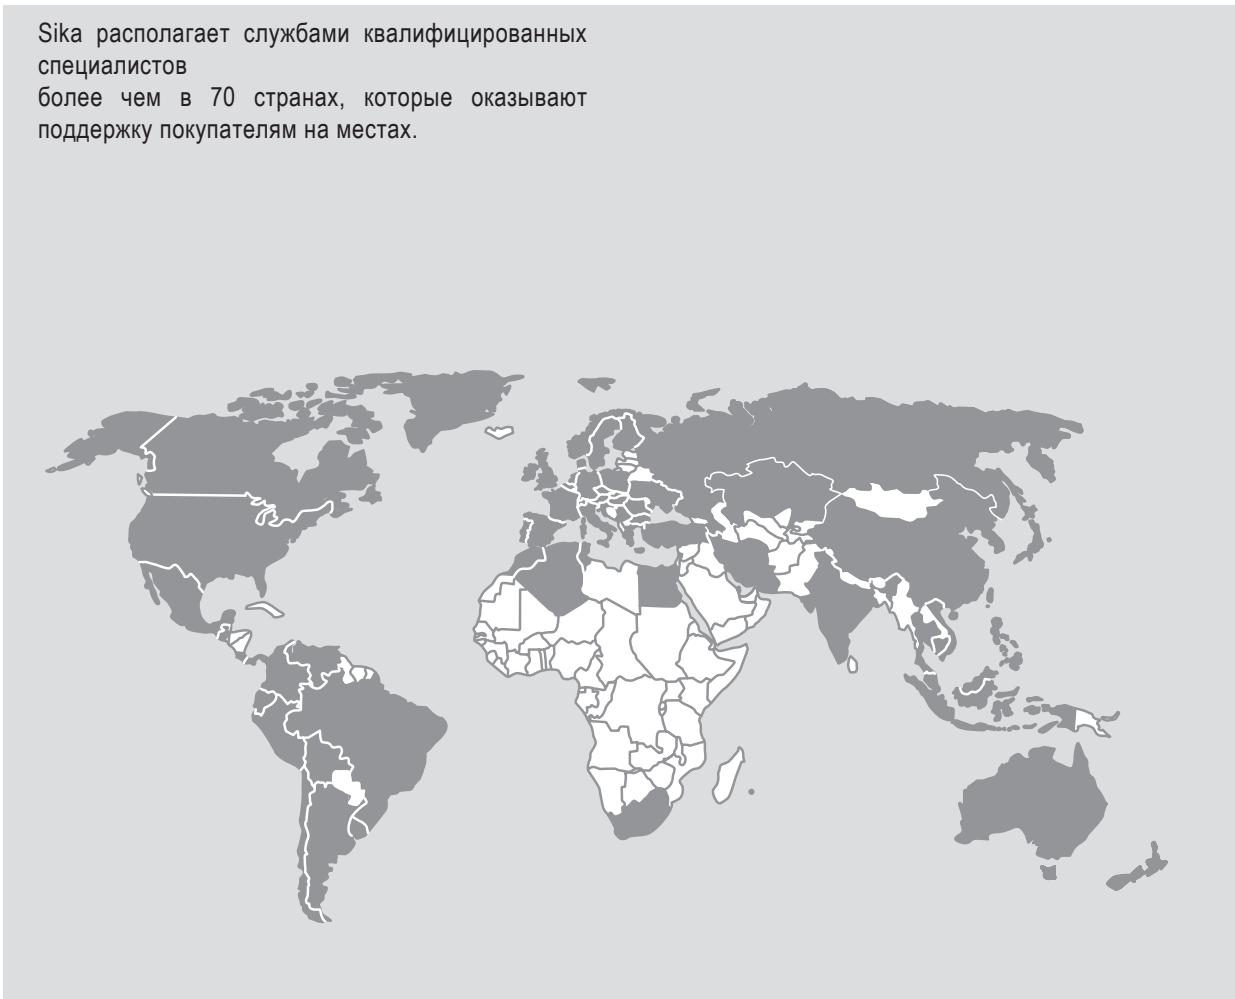 Sika располагает службами квалифицированных
специалистов
более чем в 70 странах, которые оказывают
поддержку покупателям на местах.